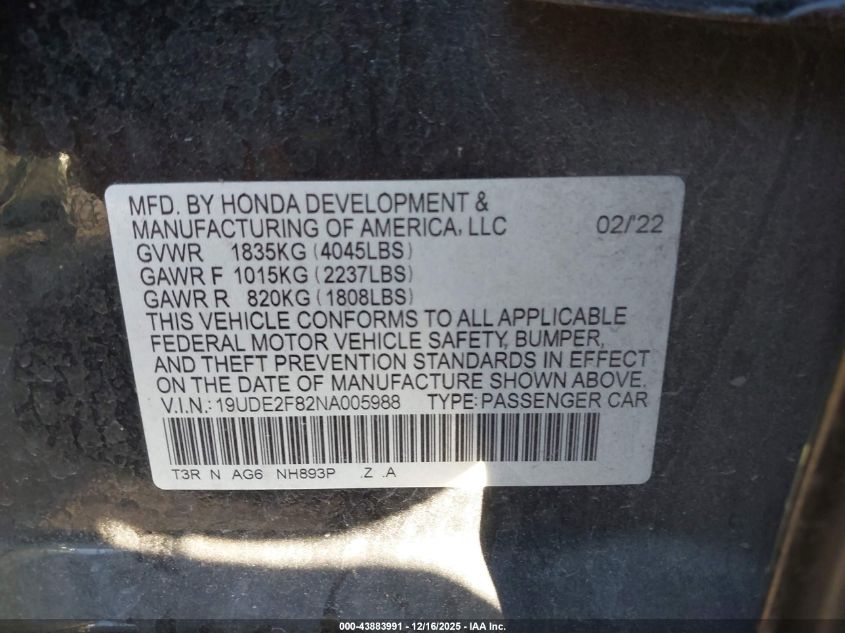 MFD. BY HONDA DEVELOPMENT &
MANUFACTURING OF AMERICA, LLC 02/'22
GVWR 1835KG (4045LBS)
GAWR F 1015KG (2237LBS)
GAWR R 820KG (1808LBS)
THIS VEHICLE CONFORMS TO ALL APPLICABLE
FEDERAL MOTOR VEHICLE SAFETY, BUMPER,
AND THEFT PREVENTION STANDARDS IN EFFECT
ON THE DATE OF MANUFACTURE SHOWN ABOVE.
V.I.N.: 19UDE2F82NA005988 TYPE: PASSENGER CAR
T3R N AG6 NH893P .Z .A
000-43883991 - 12/16/2025 - IAA Inc.